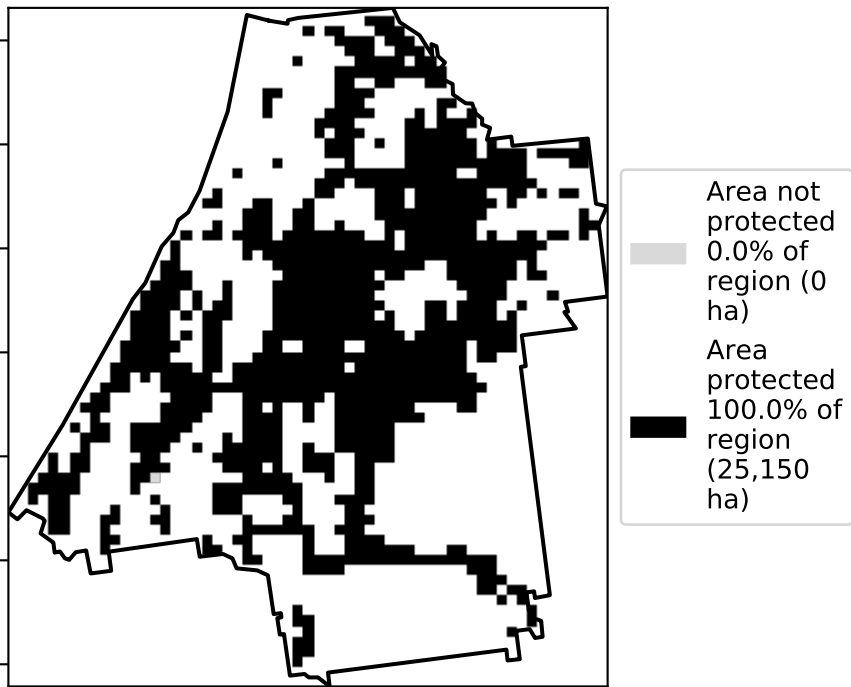 Area not
protected
0.0% of
region (0
ha)
Area
protected
100.0% of
region
(25,150
ha)